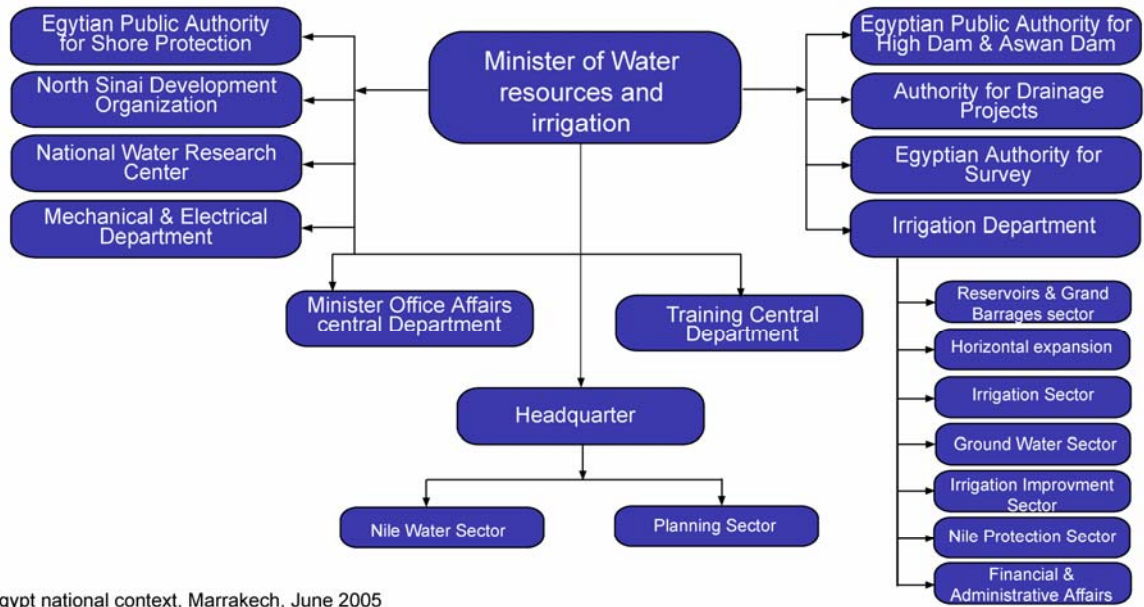 Minister of Water
resources and
irrigation
Egytian Public Authority
for Shore Protection
North Sinai Development
Organization
National Water Research
Center
Mechanical & Electrical
Department
Egyptian Public Authority for
High Dam & Aswan Dam
Authority for Drainage
Projects
Egyptian Authority for
Survey
Irrigation Department
Minister Office Affairs
central Department
Training Central
Department
Headquarter
Nile Water Sector
Planning Sector
Reservoirs & Grand
Barrages sector
Horizontal expansion
Irrigation Sector
Ground Water Sector
Irrigation Improvment
Sector
Nile Protection Sector
Financial &
Administrative Affairs
gypt national context, Marrakech, June 2005